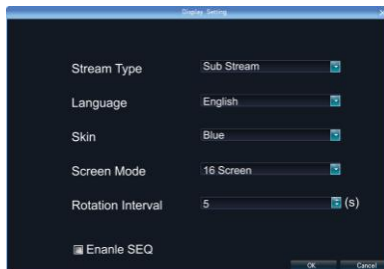 Display Setting
Stream Type Sub Stream
Language English
Skin Blue
Screen Mode 16 Screen
Rotation Interval 5 (s)
Enanle SEQ
OK Cancel